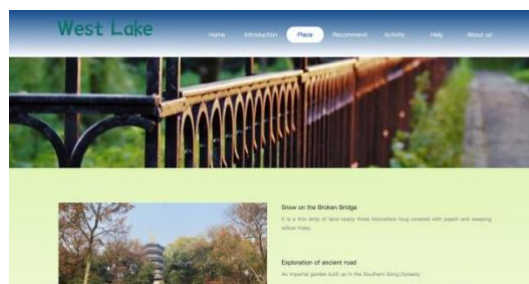 West Lake
Home Introduction Place Recommend Activity Help About us
Snow on the Broken Bridge
It is a thin strip of land nearly three kilometers long covered with peach and weeping
willow trees.
Exploration of ancient road
An imperial garden built up in the Southern Song Dynasty.